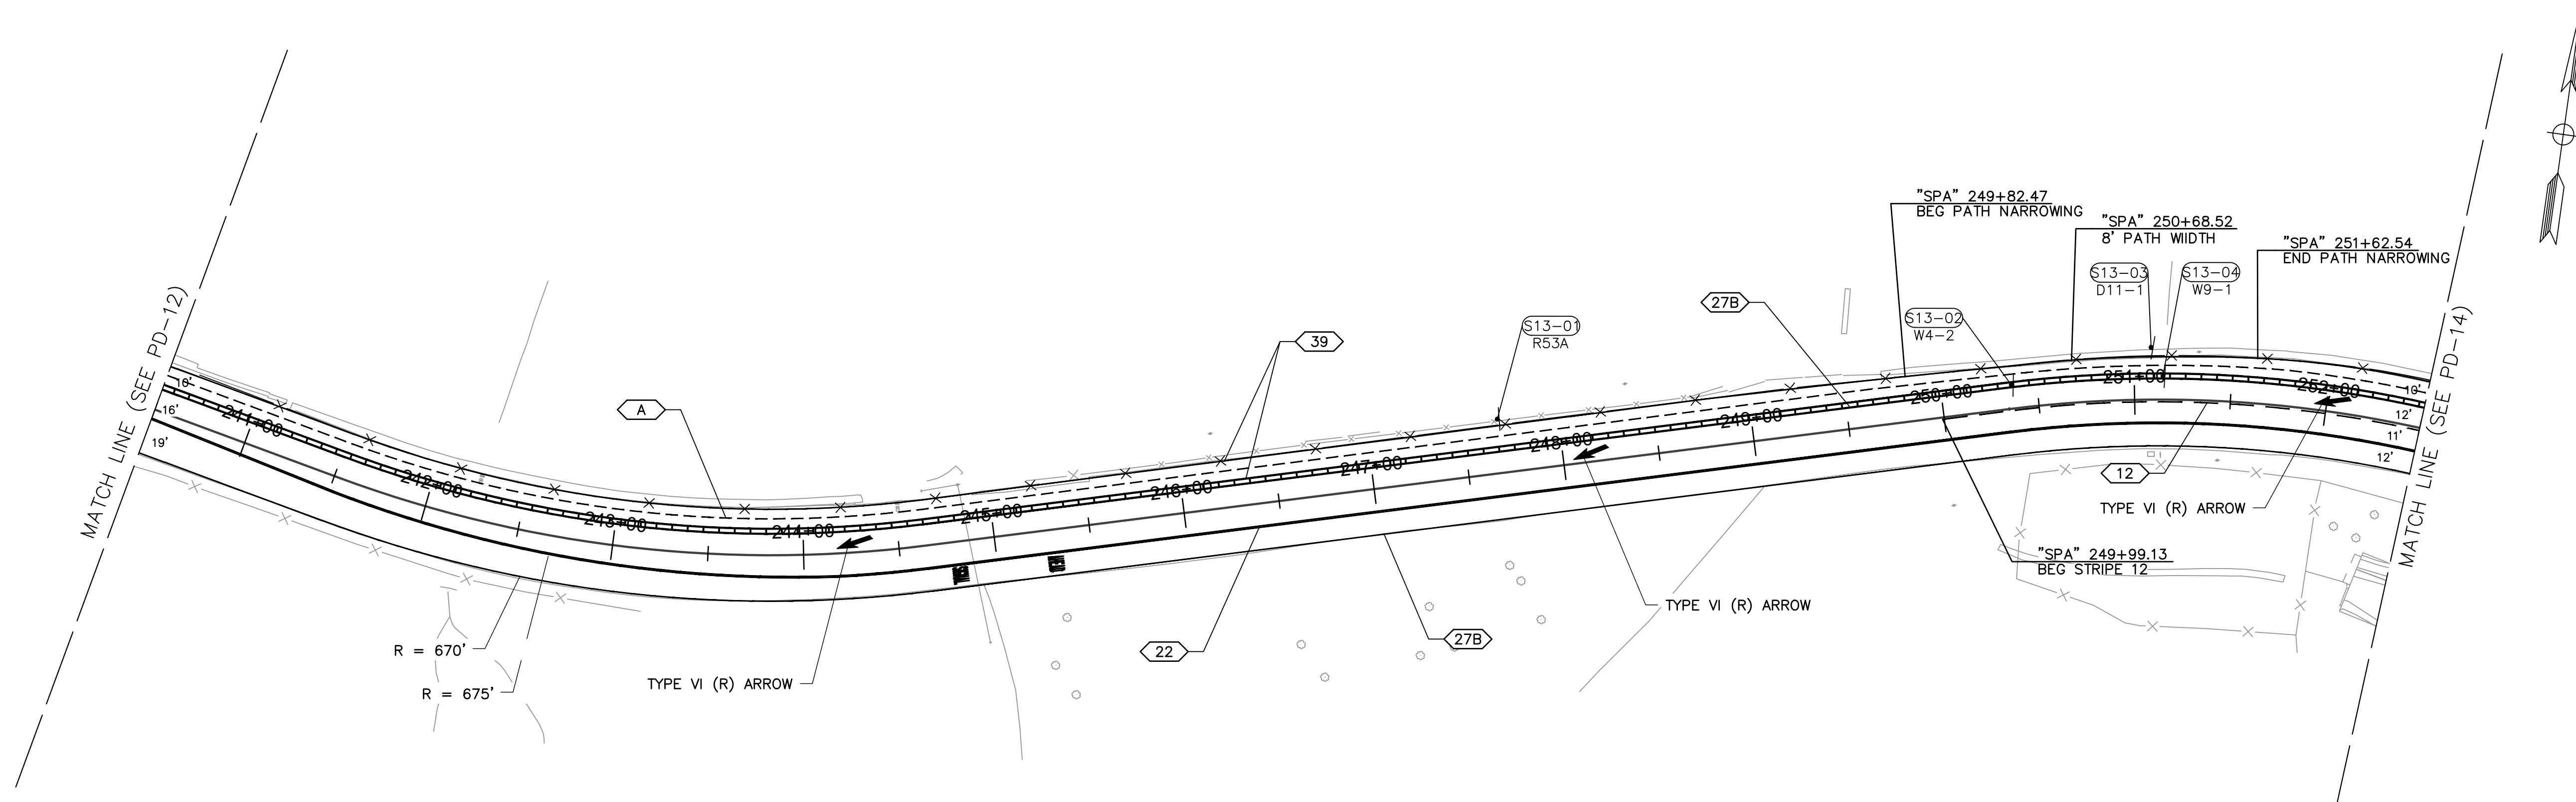 MATCH LINE (SEE PD-12)
10'
16'
19'
241+00
242+00
243+00
244+00
245+00
246+00
247+00
248+00
249+00
250+00
251+00
252+00
A
39
S13-01
R53A
27B
"SPA" 249+82.47
BEG PATH NARROWING
S13-02
W4-2
"SPA" 250+68.52
8' PATH WIIDTH
S13-03
D11-1
S13-04
W9-1
"SPA" 251+62.54
END PATH NARROWING
10'
12'
11'
12'
MATCH LINE (SEE PD-14)
12
TYPE VI (R) ARROW
"SPA" 249+99.13
BEG STRIPE 12
TYPE VI (R) ARROW
27B
22
TYPE VI (R) ARROW
R = 670'
R = 675'